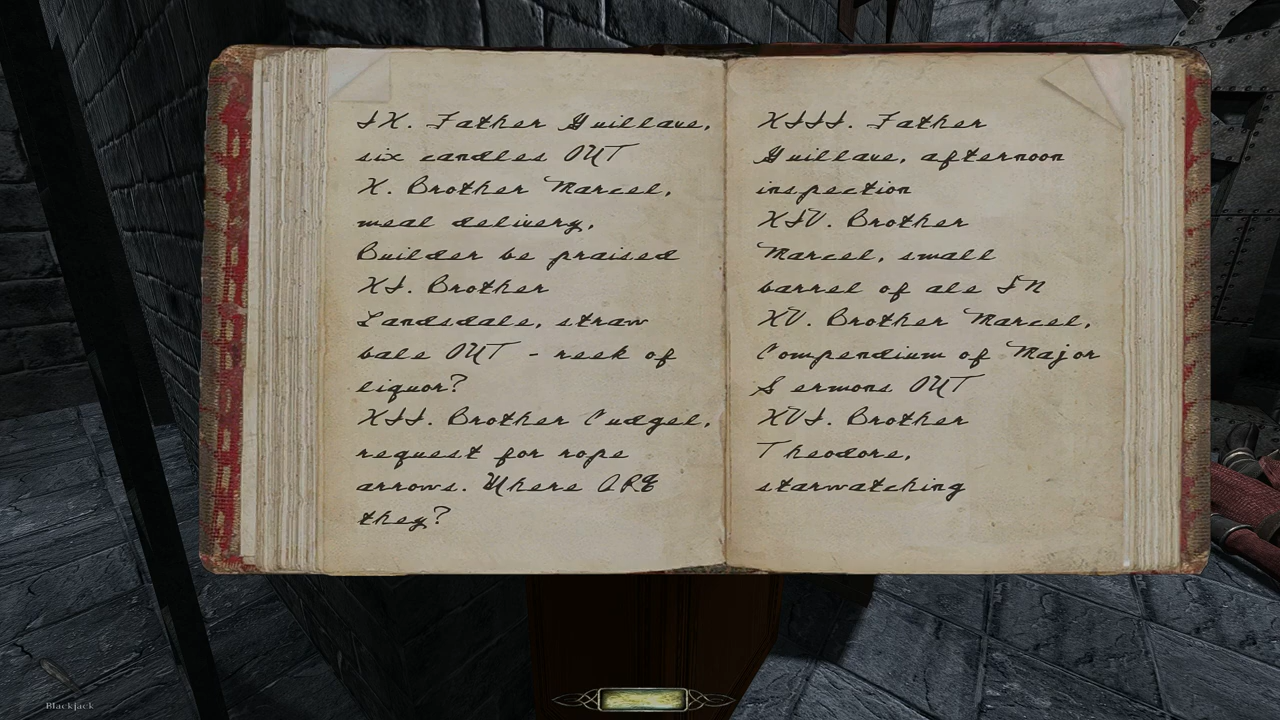 IX. Father Guillave,
six candles OUT
X. Brother Marcel,
meal delivery,
Builder be praised
XI. Brother
Landsdale, straw
bale OUT - reek of
liquor?
XII. Brother Cudgel,
request for rope
arrows. Where ARE
they?
XIII. Father
Guillave, afternoon
inspection
XIV. Brother
Marcel, small
barrel of ale IN
XV. Brother Marcel,
Compendium of Major
Sermons OUT
XVI. Brother
Theodore,
starwatching
Blackjack